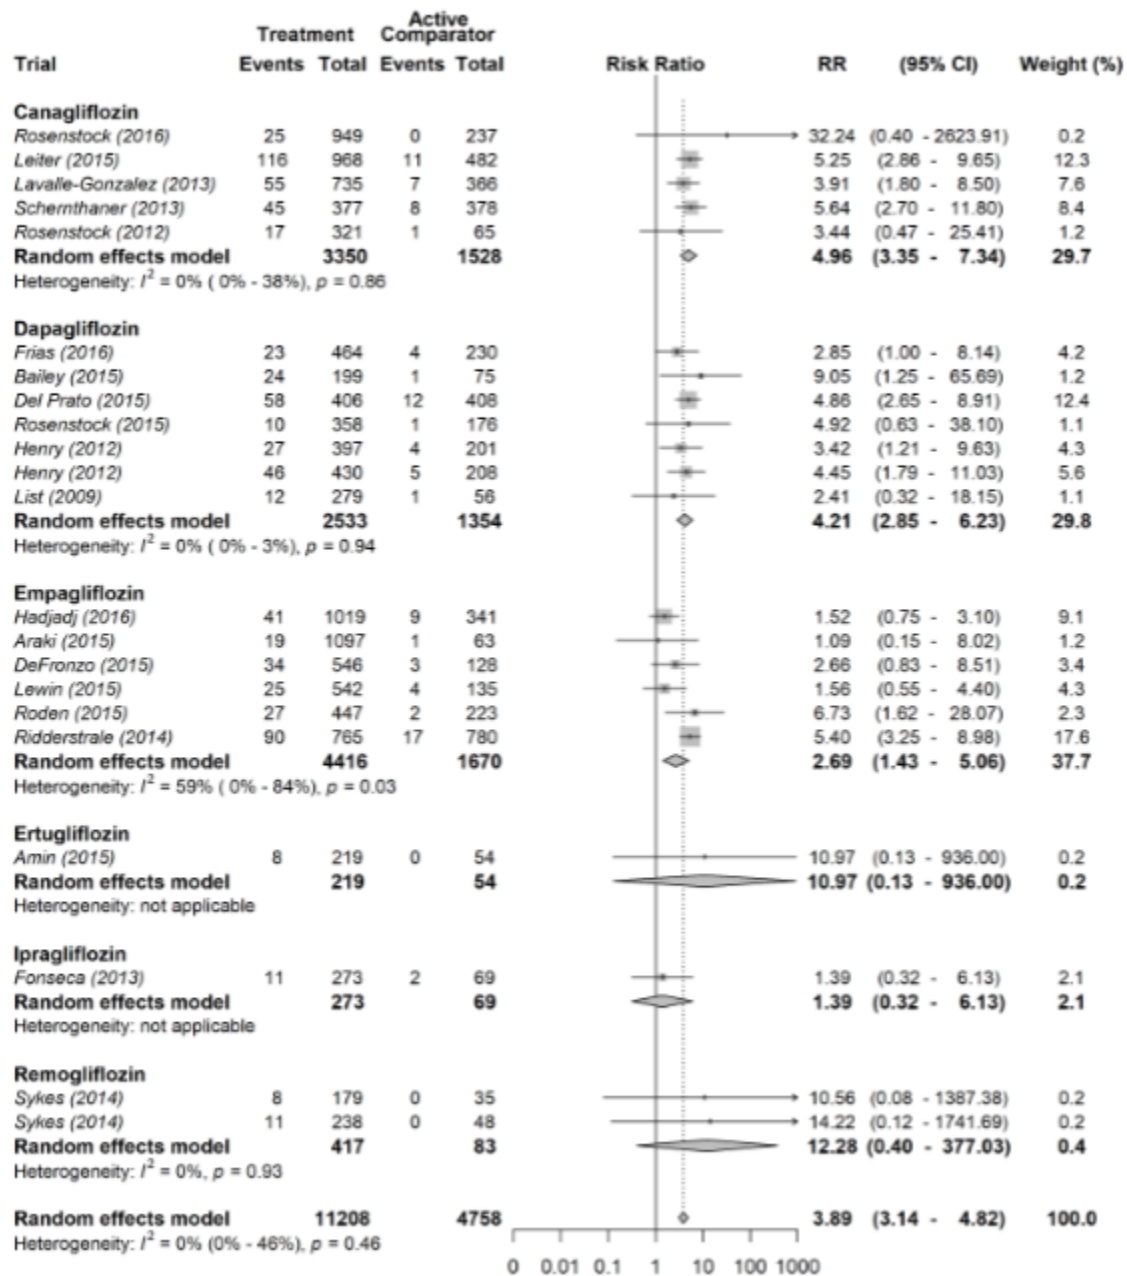 Treatment Active Comparator
Trial Events Total Events Total Risk Ratio RR (95% CI) Weight (%)
Canagliflozin
Rosenstock (2016) 25 949 0 237 32.24 (0.40 - 2623.91) 0.2
Leiter (2015) 116 968 11 482 5.25 (2.86 - 9.65) 12.3
Lavalle-Gonzalez (2013) 55 735 7 366 3.91 (1.80 - 8.50) 7.6
Schernthaner (2013) 45 377 8 378 5.64 (2.70 - 11.80) 8.4
Rosenstock (2012) 17 321 1 65 3.44 (0.47 - 25.41) 1.2
Random effects model 3350 1528 4.96 (3.35 - 7.34) 29.7
Heterogeneity: I² = 0% ( 0% - 38%), p = 0.86
Dapagliflozin
Frias (2016) 23 464 4 230 2.85 (1.00 - 8.14) 4.2
Bailey (2015) 24 199 1 75 9.05 (1.25 - 65.69) 1.2
Del Prato (2015) 58 406 12 408 4.86 (2.65 - 8.91) 12.4
Rosenstock (2015) 10 358 1 176 4.92 (0.63 - 38.10) 1.1
Henry (2012) 27 397 4 201 3.42 (1.21 - 9.63) 4.3
Henry (2012) 46 430 5 208 4.45 (1.79 - 11.03) 5.6
List (2009) 12 279 1 56 2.41 (0.32 - 18.15) 1.1
Random effects model 2533 1354 4.21 (2.85 - 6.23) 29.8
Heterogeneity: I² = 0% ( 0% - 3%), p = 0.94
Empagliflozin
Hadjadj (2016) 41 1019 9 341 1.52 (0.75 - 3.10) 9.1
Araki (2015) 19 1097 1 63 1.09 (0.15 - 8.02) 1.2
DeFronzo (2015) 34 546 3 128 2.66 (0.83 - 8.51) 3.4
Lewin (2015) 25 542 4 135 1.56 (0.55 - 4.40) 4.3
Roden (2015) 27 447 2 223 6.73 (1.62 - 28.07) 2.3
Ridderstrale (2014) 90 765 17 780 5.40 (3.25 - 8.98) 17.6
Random effects model 4416 1670 2.69 (1.43 - 5.06) 37.7
Heterogeneity: I² = 59% ( 0% - 84%), p = 0.03
Ertugliflozin
Amin (2015) 8 219 0 54 10.97 (0.13 - 936.00) 0.2
Random effects model 219 54 10.97 (0.13 - 936.00) 0.2
Heterogeneity: not applicable
Ipragliflozin
Fonseca (2013) 11 273 2 69 1.39 (0.32 - 6.13) 2.1
Random effects model 273 69 1.39 (0.32 - 6.13) 2.1
Heterogeneity: not applicable
Remogliflozin
Sykes (2014) 8 179 0 35 10.56 (0.08 - 1387.38) 0.2
Sykes (2014) 11 238 0 48 14.22 (0.12 - 1741.69) 0.2
Random effects model 417 83 12.28 (0.40 - 377.03) 0.4
Heterogeneity: I² = 0%, p = 0.93
Random effects model 11208 4758 3.89 (3.14 - 4.82) 100.0
Heterogeneity: I² = 0% (0% - 46%), p = 0.46
0 0.01 0.1 1 10 100 1000